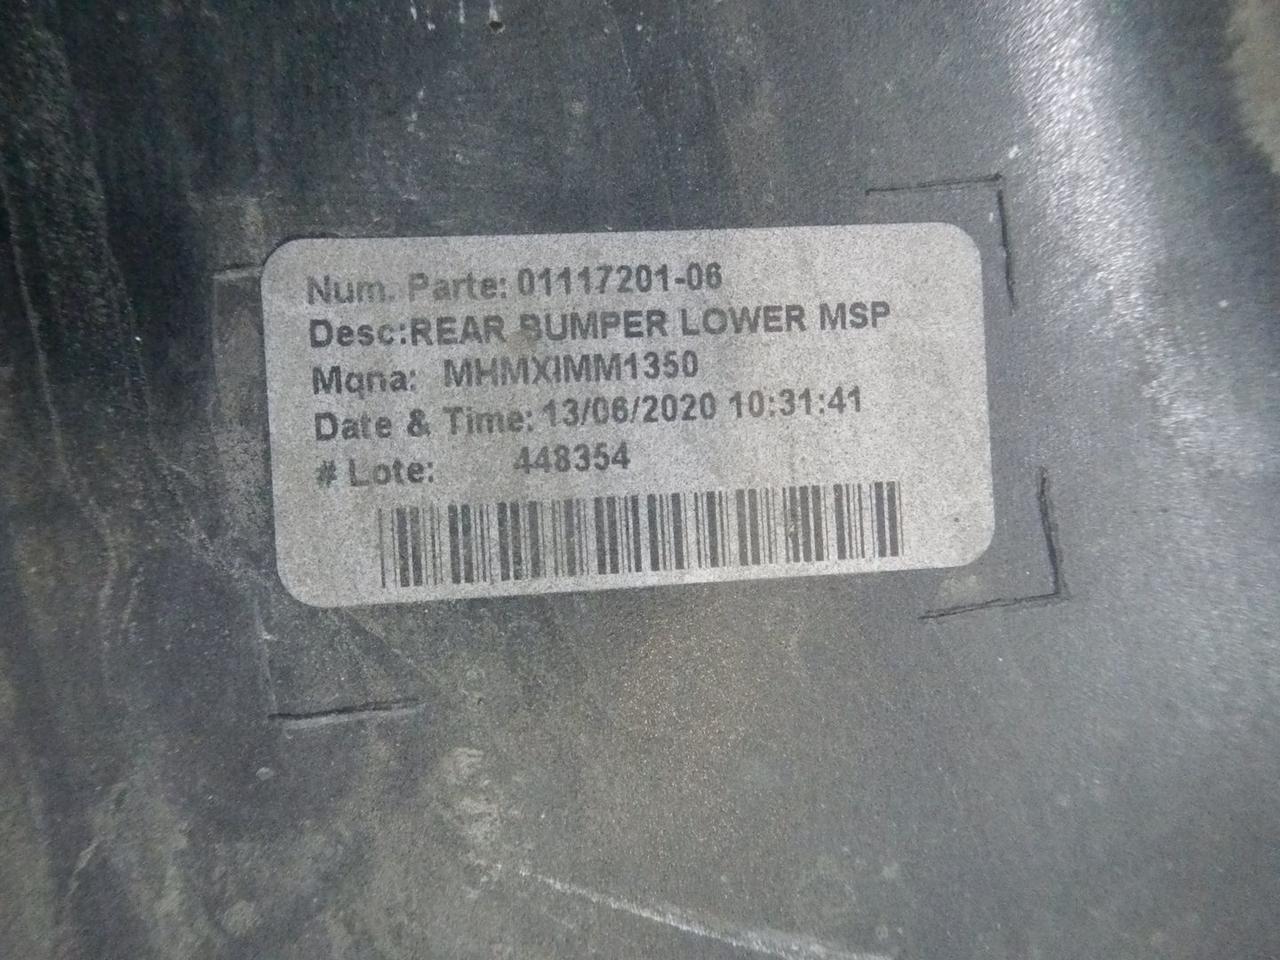 Num. Parte: 01117201-06
Desc:REAR BUMPER LOWER MSP
Mqna: MHMXIMM1350
Date & Time: 13/06/2020 10:31:41
# Lote: 448354